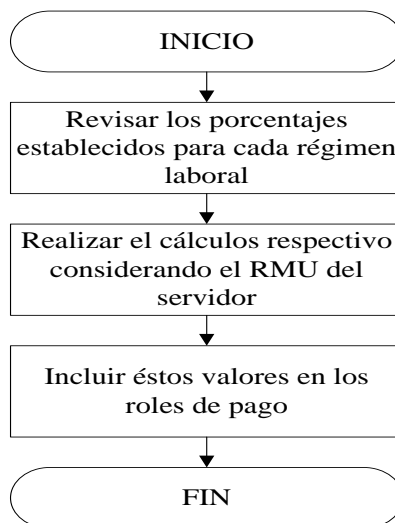 INICIO
Revisar los porcentajes
establecidos para cada régimen
laboral
Realizar el cálculos respectivo
considerando el RMU del
servidor
Incluir éstos valores en los
roles de pago
FIN